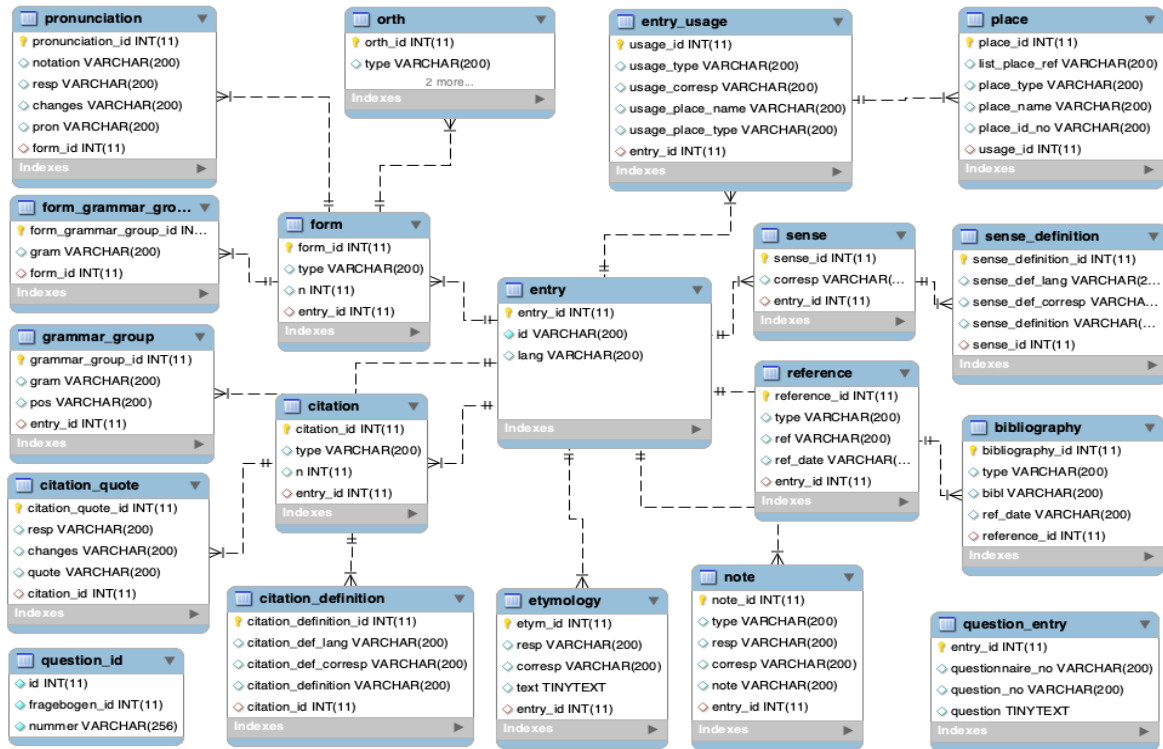 pronunciation
pronunciation_id INT(11)
notation VARCHAR(200)
resp VARCHAR(200)
changes VARCHAR(200)
pron VARCHAR(200)
form_id INT(11)
Indexes
orth
orth_id INT(11)
type VARCHAR(200)
2 more...
Indexes
entry_usage
usage_id INT(11)
usage_type VARCHAR(200)
usage_corresp VARCHAR(200)
usage_place_name VARCHAR(200)
usage_place_type VARCHAR(200)
entry_id INT(11)
Indexes
place
place_id INT(11)
list_place_ref VARCHAR(200)
place_type VARCHAR(200)
place_name VARCHAR(200)
place_id_no VARCHAR(200)
usage_id INT(11)
Indexes
form_grammar_gro...
form_grammar_group_id IN...
gram VARCHAR(200)
form_id INT(11)
Indexes
form
form_id INT(11)
type VARCHAR(200)
n INT(11)
entry_id INT(11)
Indexes
entry
entry_id INT(11)
id VARCHAR(200)
lang VARCHAR(200)
Indexes
sense
sense_id INT(11)
corresp VARCHAR(...
entry_id INT(11)
Indexes
sense_definition
sense_definition_id INT(11)
sense_def_lang VARCHAR(2...
sense_def_corresp VARCHA...
sense_definition VARCHAR(...
sense_id INT(11)
Indexes
grammar_group
grammar_group_id INT(11)
gram VARCHAR(200)
pos VARCHAR(200)
entry_id INT(11)
Indexes
citation
citation_id INT(11)
type VARCHAR(200)
n INT(11)
entry_id INT(11)
Indexes
reference
reference_id INT(11)
type VARCHAR(200)
ref VARCHAR(200)
ref_date VARCHAR(...
entry_id INT(11)
Indexes
bibliography
bibliography_id INT(11)
type VARCHAR(200)
bibl VARCHAR(200)
ref_date VARCHAR(200)
reference_id INT(11)
Indexes
citation_quote
citation_quote_id INT(11)
resp VARCHAR(200)
changes VARCHAR(200)
quote VARCHAR(200)
citation_id INT(11)
Indexes
citation_definition
citation_definition_id INT(11)
citation_def_lang VARCHAR(200)
citation_def_corresp VARCHAR(200)
citation_definition VARCHAR(200)
citation_id INT(11)
Indexes
etymology
etym_id INT(11)
resp VARCHAR(200)
corresp VARCHAR(200)
text TINYTEXT
entry_id INT(11)
Indexes
note
note_id INT(11)
type VARCHAR(200)
resp VARCHAR(200)
corresp VARCHAR(200)
note VARCHAR(200)
entry_id INT(11)
Indexes
question_entry
entry_id INT(11)
questionnaire_no VARCHAR(200)
question_no VARCHAR(200)
question TINYTEXT
Indexes
question_id
id INT(11)
fragebogen_id INT(11)
nummer VARCHAR(256)